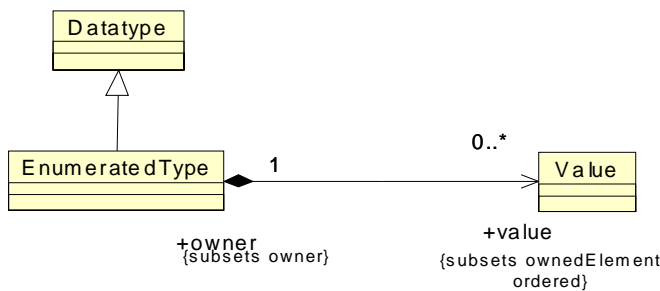 Datatype
EnumeratedType
1
0..*
Value
+owner
{subsets owner}
+value
{subsets ownedElement
ordered}